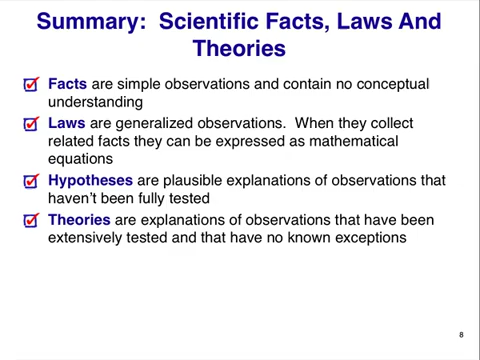 Summary:  Scientific Facts, Laws And
Theories
Facts are simple observations and contain no conceptual
understanding
Laws are generalized observations.  When they collect
related facts they can be expressed as mathematical
equations
Hypotheses are plausible explanations of observations that
haven't been fully tested
Theories are explanations of observations that have been
extensively tested and that have no known exceptions
8